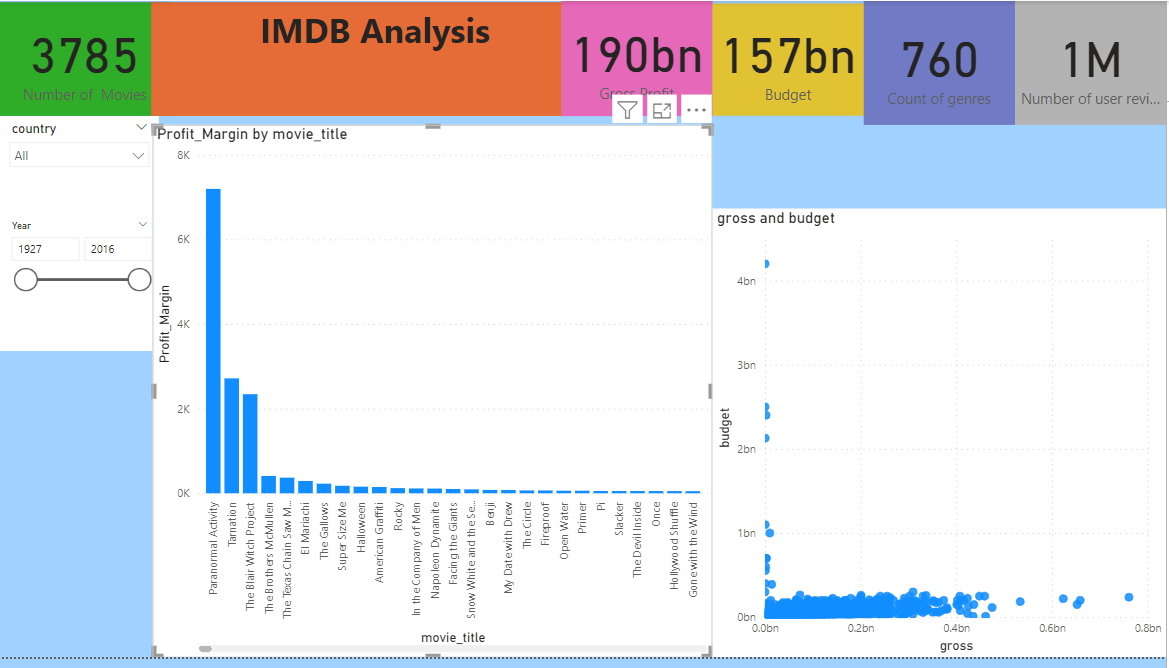 3785
Number of Movies
IMDB Analysis
190bn
Gross Profit
157bn
Budget
760
Count of genres
1M
Number of user revi...
country
All
Year
1927
2016
Profit_Margin by movie_title
8K
6K
4K
2K
0K
Profit_Margin
Paranormal Activity
Tarnation
The Blair Witch Project
The Brothers McMullen
The Texas Chain Saw M...
El Mariachi
The Gallows
Super Size Me
Halloween
American Graffiti
Rocky
In the Company of Men
Napoleon Dynamite
Facing the Giants
Snow White and the Se...
Benji
My Date with Drew
The Circle
Fireproof
Open Water
Primer
Pi
Slacker
The Devil Inside
Once
Hollywood Shuffle
Gone with the Wind
movie_title
gross and budget
4bn
3bn
2bn
1bn
0bn
budget
0.0bn
0.2bn
0.4bn
0.6bn
0.8bn
gross